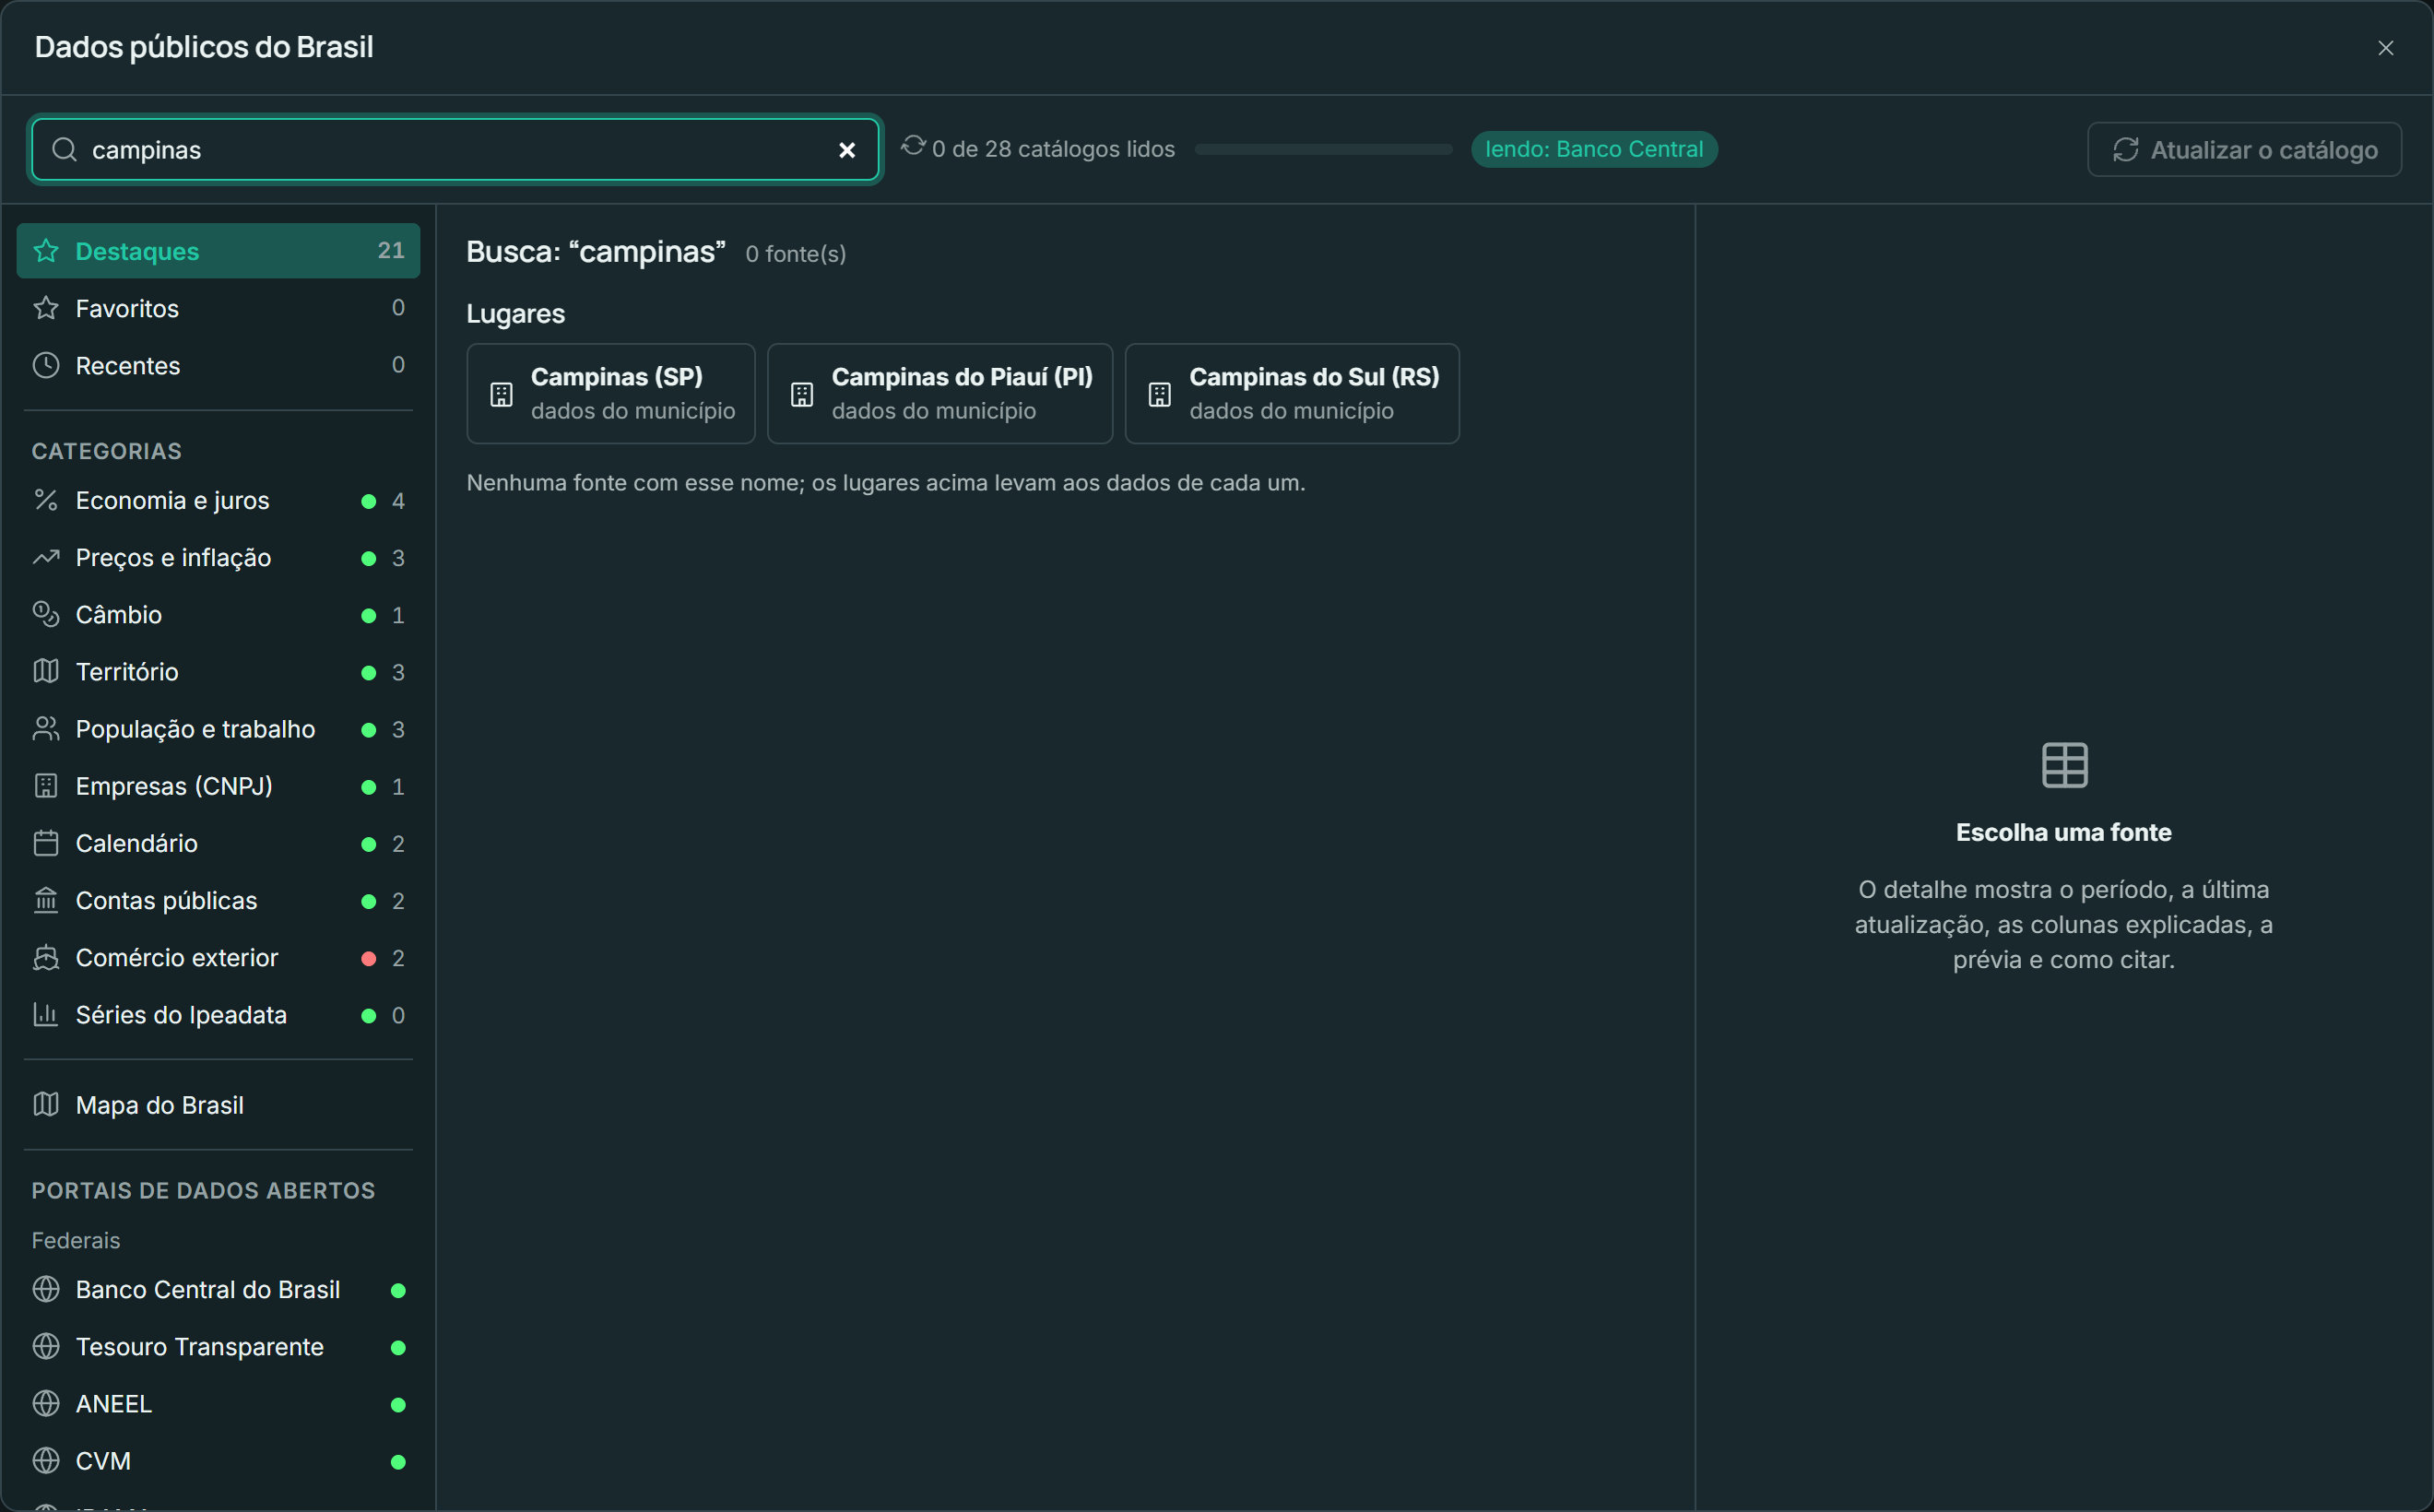 Dados públicos do Brasil
campinas
0 de 28 catálogos lidos
lendo: Banco Central
Atualizar o catálogo
Destaques 21
Favoritos 0
Recentes 0
CATEGORIAS
Economia e juros 4
Preços e inflação 3
Câmbio 1
Território 3
População e trabalho 3
Empresas (CNPJ) 1
Calendário 2
Contas públicas 2
Comércio exterior 2
Séries do Ipeadata 0
Mapa do Brasil
PORTAIS DE DADOS ABERTOS
Federais
Banco Central do Brasil
Tesouro Transparente
ANEEL
CVM
Busca: “campinas” 0 fonte(s)
Lugares
Campinas (SP)
dados do município
Campinas do Piauí (PI)
dados do município
Campinas do Sul (RS)
dados do município
Nenhuma fonte com esse nome; os lugares acima levam aos dados de cada um.
Escolha uma fonte
O detalhe mostra o período, a última
atualização, as colunas explicadas, a
prévia e como citar.